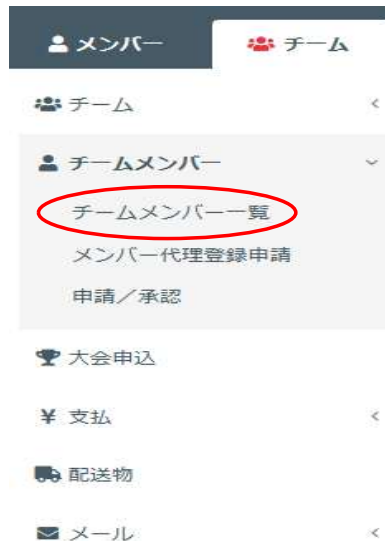 メンバー
チーム
チーム
チームメンバー
チームメンバー一覧
メンバー代理登録申請
申請／承認
大会申込
¥ 支払
配送物
メール